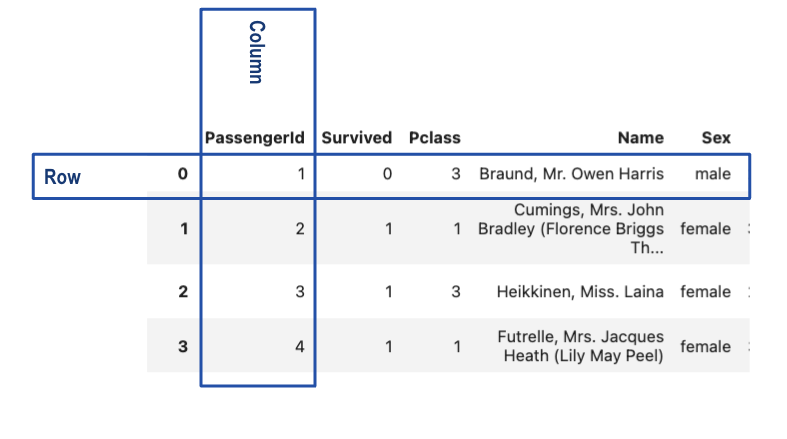 Column
PassengerId Survived Pclass Name Sex
Row 0 1 0 3 Braund, Mr. Owen Harris male
1 2 1 1 Cumings, Mrs. John
Bradley (Florence Briggs
Th... female
2 3 1 3 Heikkinen, Miss. Laina female
3 4 1 1 Futrelle, Mrs. Jacques
Heath (Lily May Peel) female